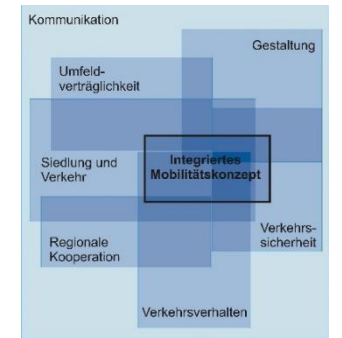 Kommunikation
Gestaltung
Umfeld-
verträglichkeit
Siedlung und
Verkehr
Integriertes
Mobilitätskonzept
Verkehrs-
sicherheit
Regionale
Kooperation
Verkehrsverhalten